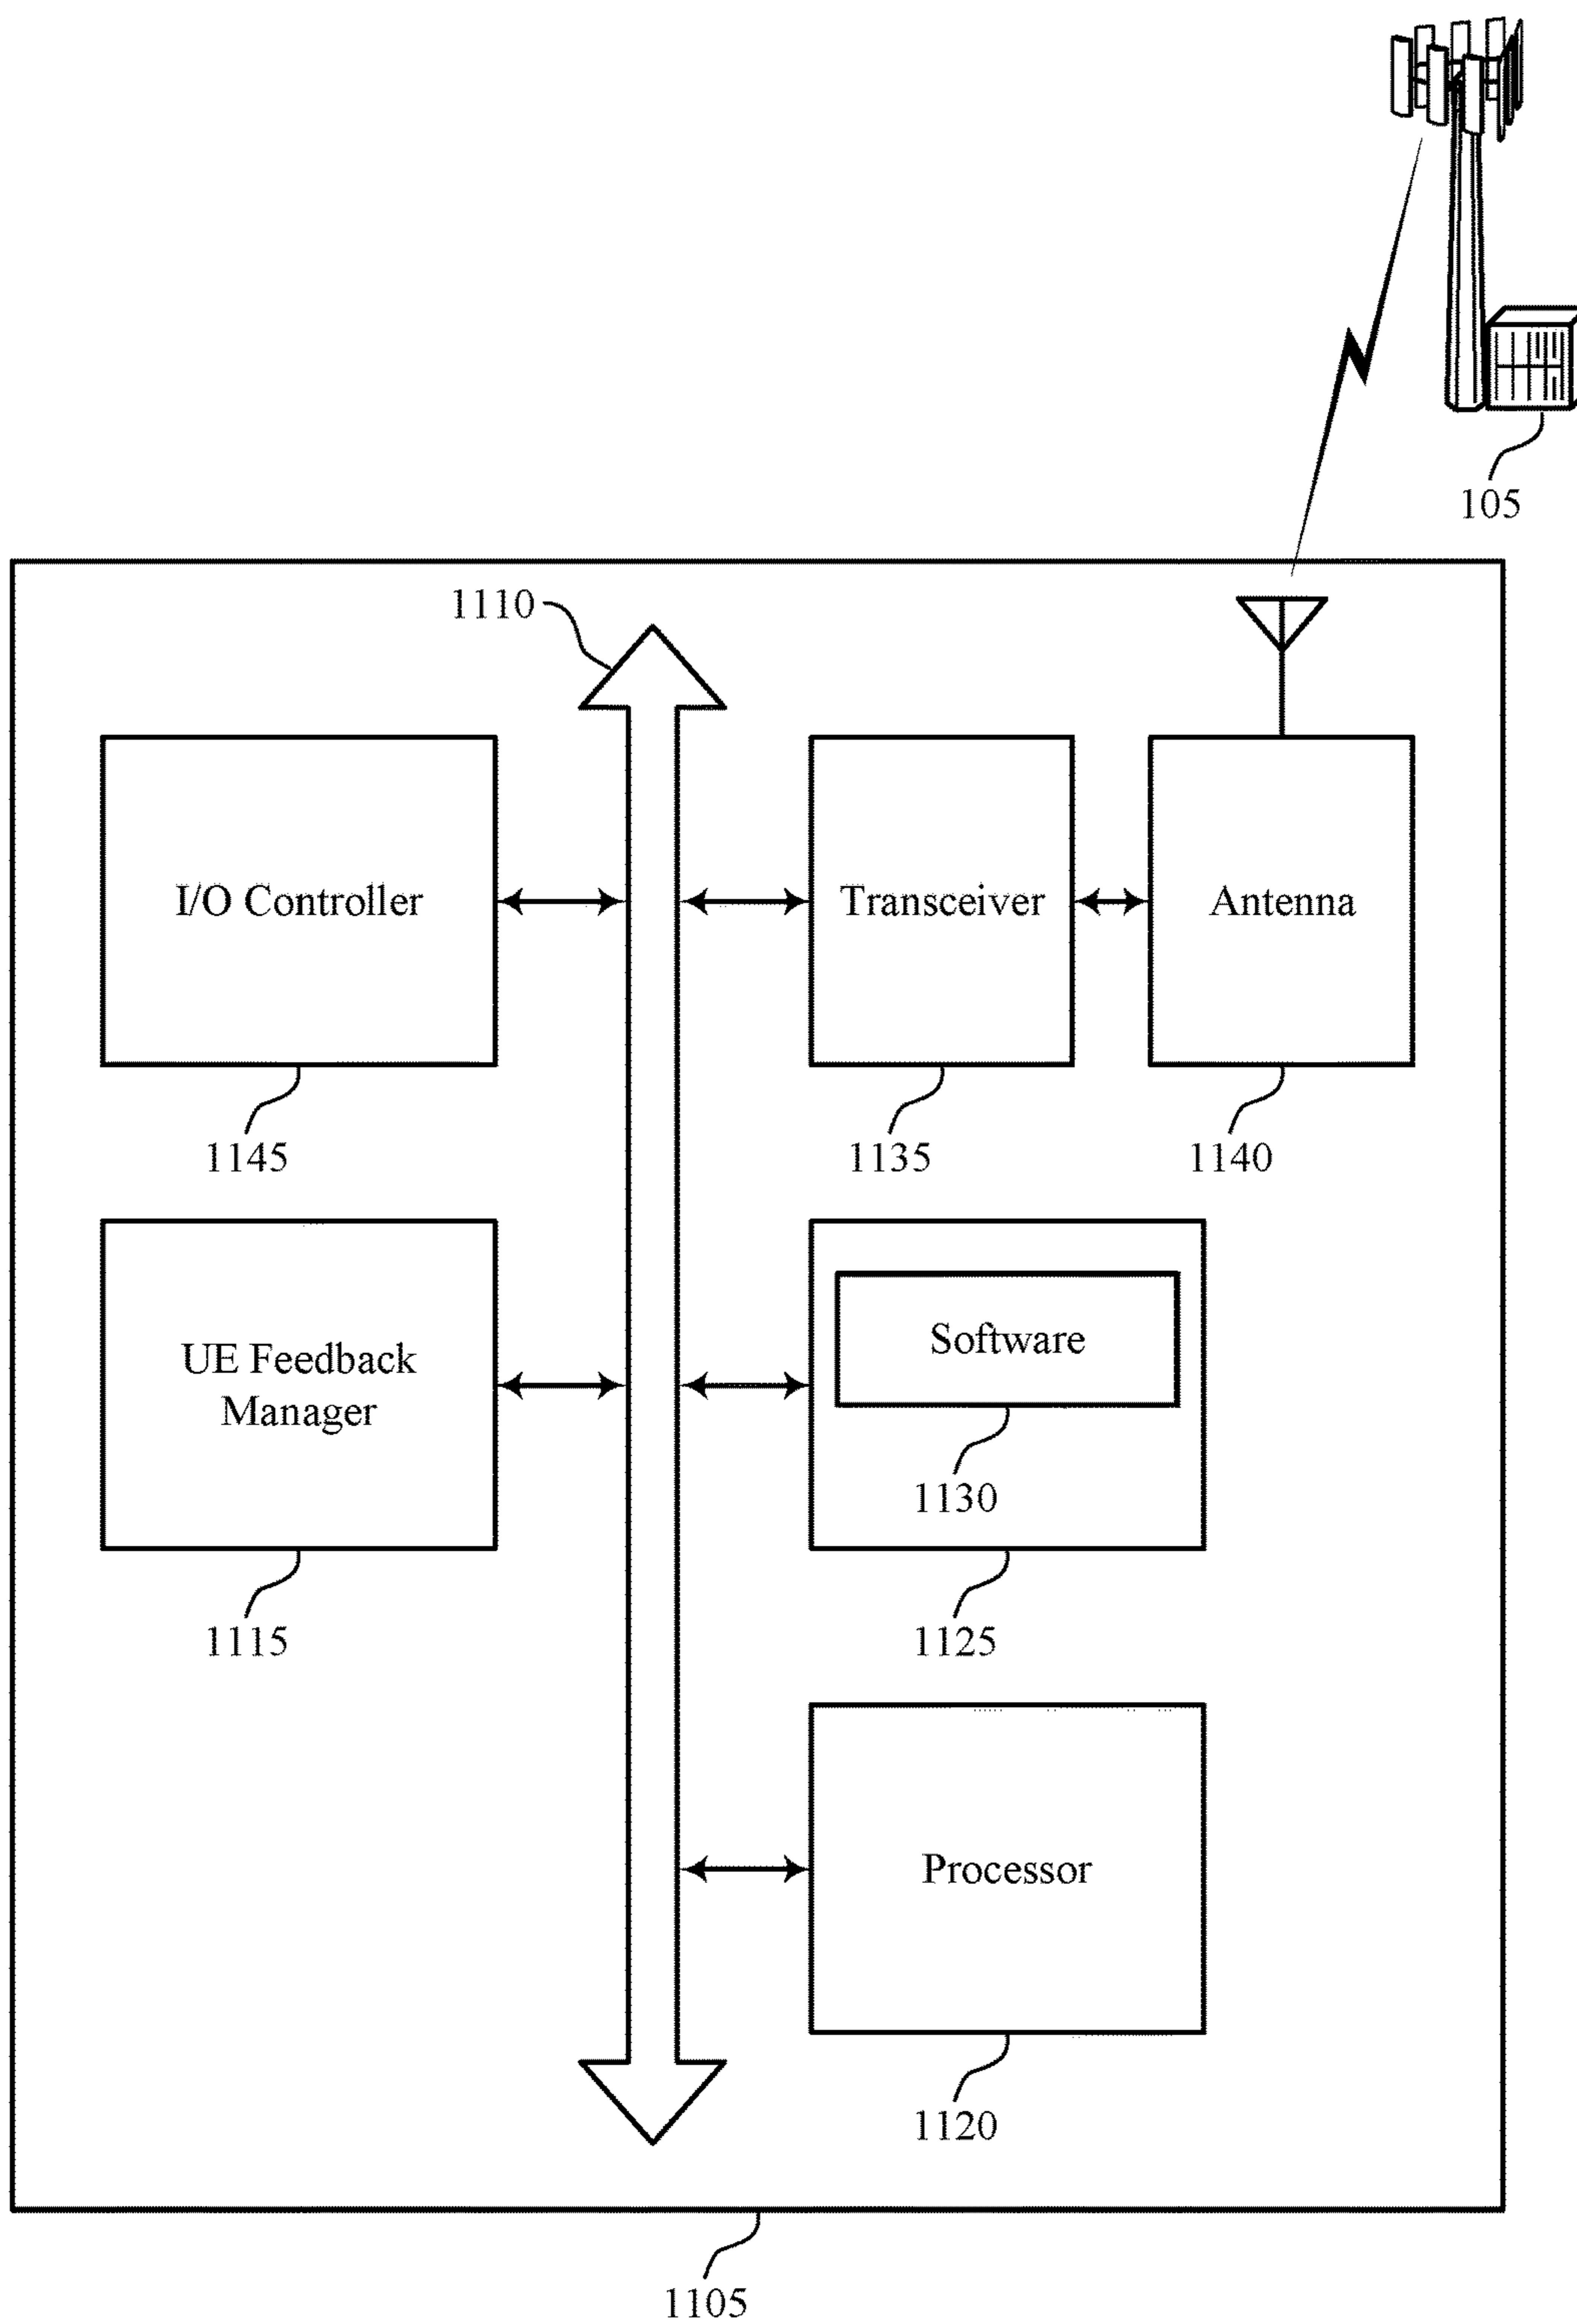 105
1110
I/O Controller
Transceiver
Antenna
1145
1135
1140
UE Feedback
Manager
Software
1130
1115
1125
Processor
1120
1105